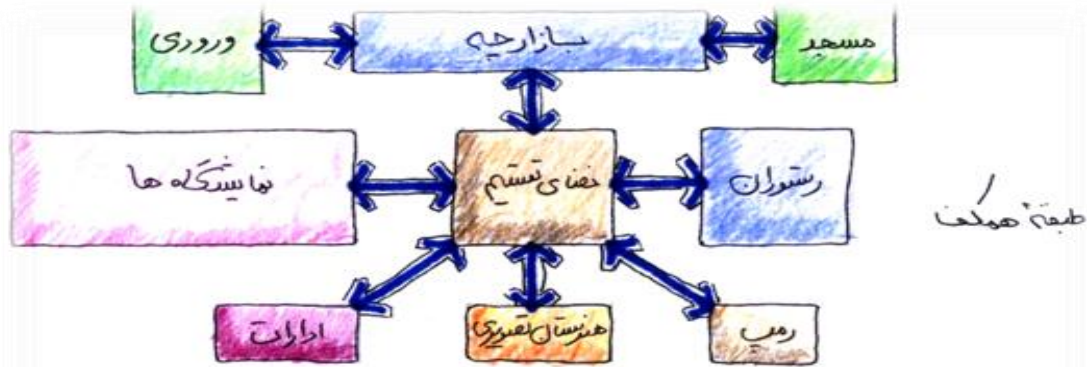 مسجد
بازارچه
ورودی
رستوران
فضای تقسیم
نمایشگاه ها
طبقهٔ همکف
رمپ
هنرستان تصویری
ادارات